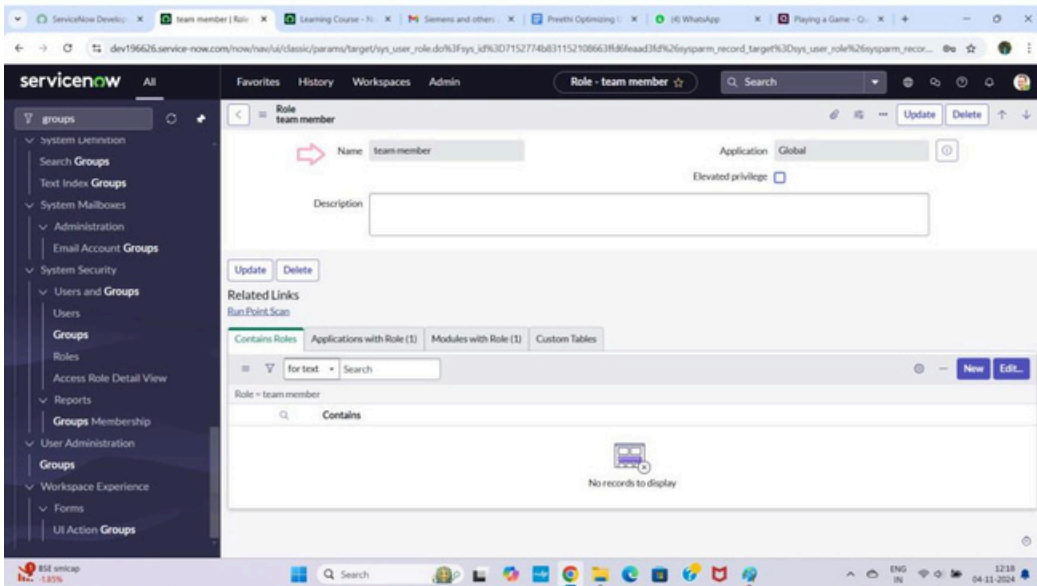 ServiceNow Develop
team member | Role
Learning Course - N
Siemens and others
Preethi Optimizing U
(4) WhatsApp
Playing a Game - Q
servicenow All Favorites History Workspaces Admin Role - team member Search
groups
Role
team member
Update Delete
System Definition
Search Groups
Text Index Groups
System Mailboxes
Administration
Email Account Groups
System Security
Users and Groups
Users
Groups
Roles
Access Role Detail View
Reports
Groups Membership
User Administration
Groups
Workspace Experience
Forms
UI Action Groups
Name team member
Application Global
Elevated privilege
Description
Update Delete
Related Links
Run Point Scan
Contains Roles Applications with Role (1) Modules with Role (1) Custom Tables
for text Search New Edit...
Role = team member
Contains
No records to display
BSE smlcap
-1.85%
Search
ENG
IN
12:18
04-11-2024